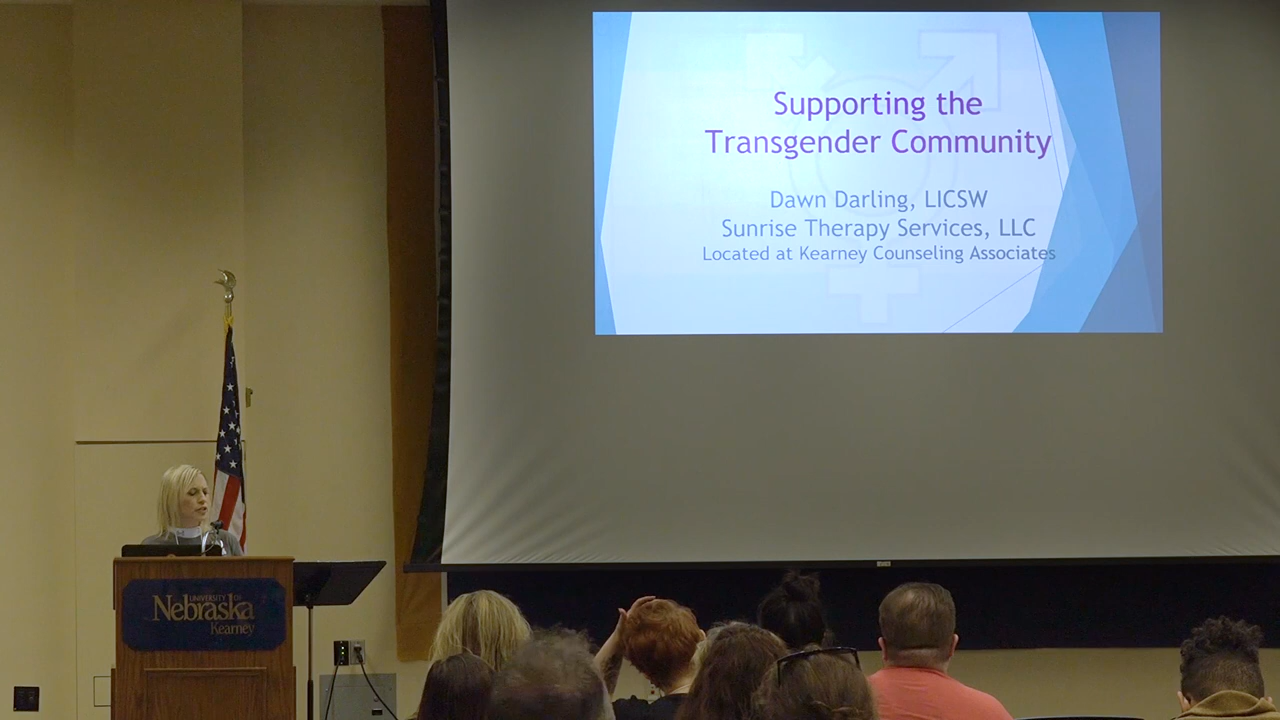 Supporting the
Transgender Community
Dawn Darling, LICSW
Sunrise Therapy Services, LLC
Located at Kearney Counseling Associates
UNIVERSITY OF
Nebraska
Kearney